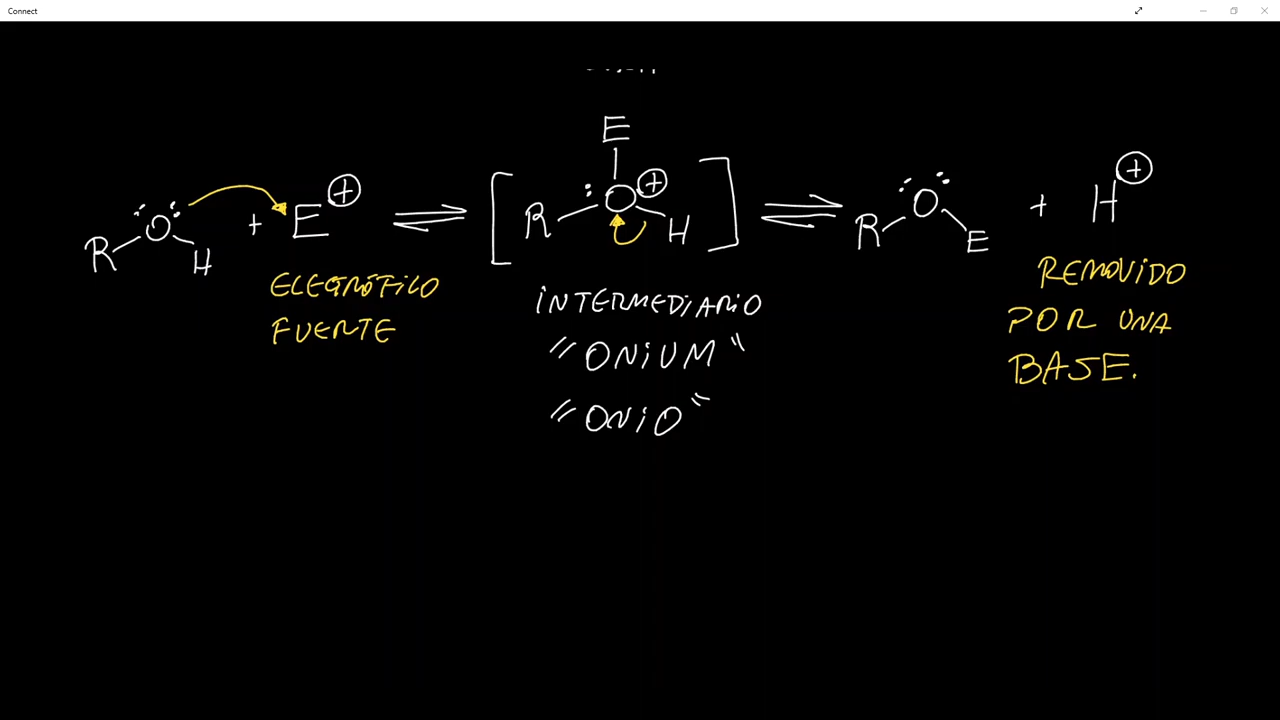 Connect
R O H + E + ⇌ [ R O E H + ] ⇌ R O E + H +
ELECTRÓFILO
FUERTE
INTERMEDIARIO
"ONIUM"
"ONIO"
REMOVIDO
POR UNA
BASE.